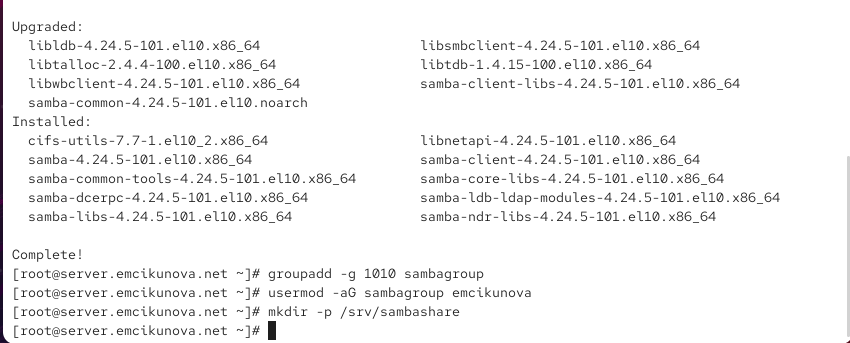 Upgraded:
  libldb-4.24.5-101.el10.x86_64                    libsmbclient-4.24.5-101.el10.x86_64
  libtalloc-2.4.4-100.el10.x86_64                  libtdb-1.4.15-100.el10.x86_64
  libwbclient-4.24.5-101.el10.x86_64               samba-client-libs-4.24.5-101.el10.x86_64
  samba-common-4.24.5-101.el10.noarch
Installed:
  cifs-utils-7.7-1.el10_2.x86_64                   libnetapi-4.24.5-101.el10.x86_64
  samba-4.24.5-101.el10.x86_64                     samba-client-4.24.5-101.el10.x86_64
  samba-common-tools-4.24.5-101.el10.x86_64        samba-core-libs-4.24.5-101.el10.x86_64
  samba-dcerpc-4.24.5-101.el10.x86_64              samba-ldb-ldap-modules-4.24.5-101.el10.x86_64
  samba-libs-4.24.5-101.el10.x86_64                samba-ndr-libs-4.24.5-101.el10.x86_64

Complete!
[root@server.emcikunova.net ~]# groupadd -g 1010 sambagroup
[root@server.emcikunova.net ~]# usermod -aG sambagroup emcikunova
[root@server.emcikunova.net ~]# mkdir -p /srv/sambashare
[root@server.emcikunova.net ~]#